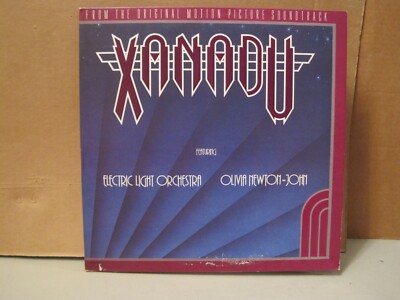 FROM THE ORIGINAL MOTION PICTURE SOUNDTRACK
XANADU
FEATURING
ELECTRIC LIGHT ORCHESTRA OLIVIA NEWTON-JOHN